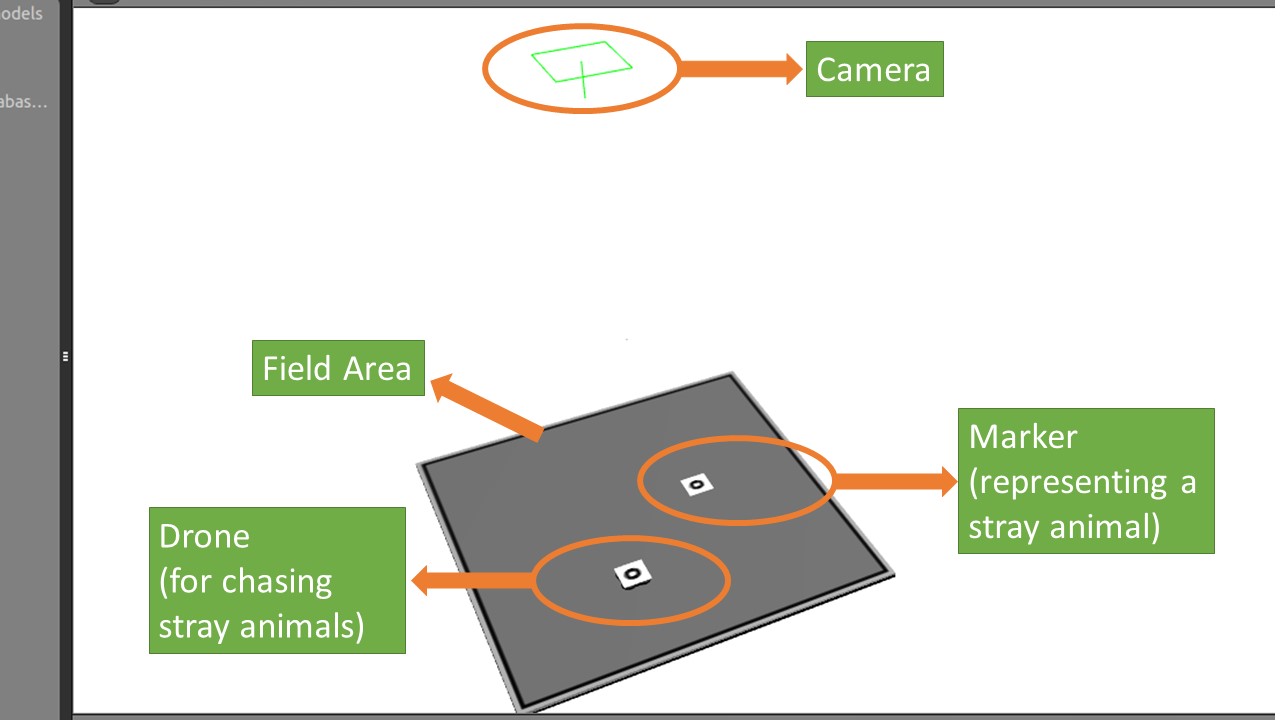 odels
abas...
Camera
Field Area
Marker
(representing a
stray animal)
Drone
(for chasing
stray animals)